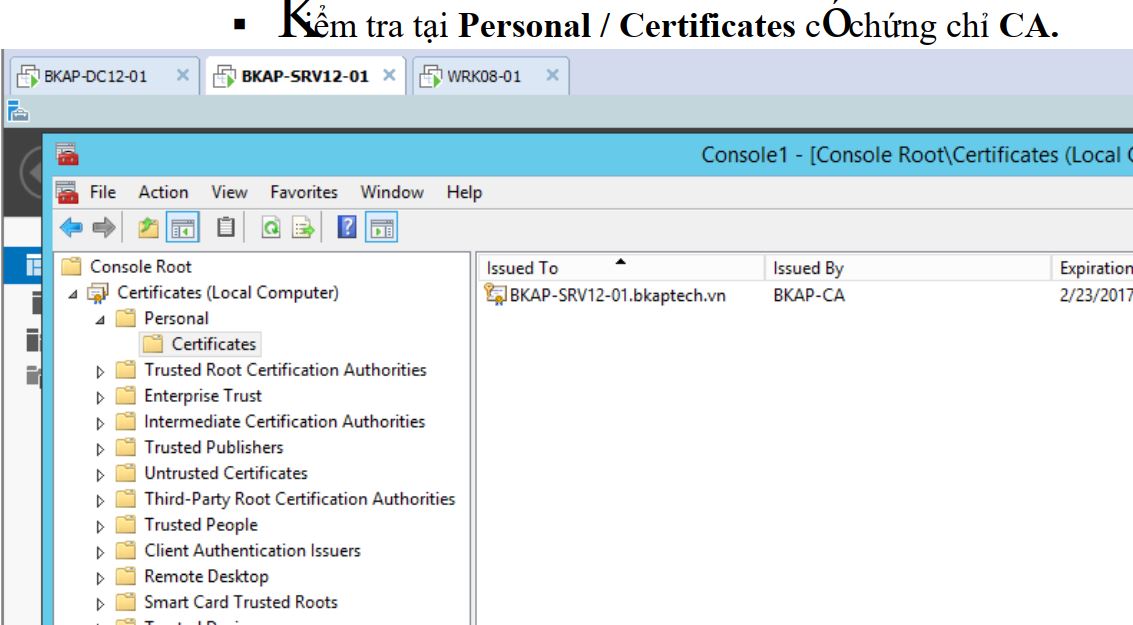 ▪ Kiểm tra tại Personal / Certificates cÓchứng chỉ CA.
BKAP-DC12-01 BKAP-SRV12-01 WRK08-01
Console1 - [Console Root\Certificates (Local
File Action View Favorites Window Help
Console Root
Issued To Issued By Expiration
Certificates (Local Computer)
BKAP-SRV12-01.bkaptech.vn BKAP-CA 2/23/2017
Personal
Certificates
Trusted Root Certification Authorities
Enterprise Trust
Intermediate Certification Authorities
Trusted Publishers
Untrusted Certificates
Third-Party Root Certification Authorities
Trusted People
Client Authentication Issuers
Remote Desktop
Smart Card Trusted Roots